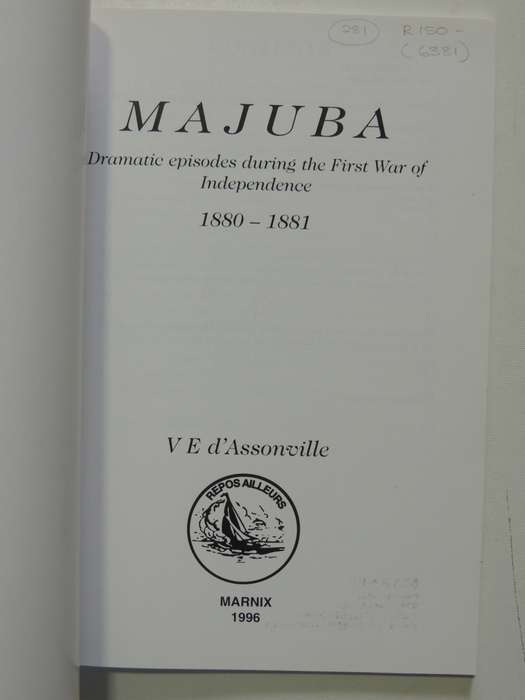 281
R150-
(6381)
MAJUBA
Dramatic episodes during the First War of
Independence
1880 – 1881
V E d'Assonville
REPOS AILLEURS
MARNIX
1996